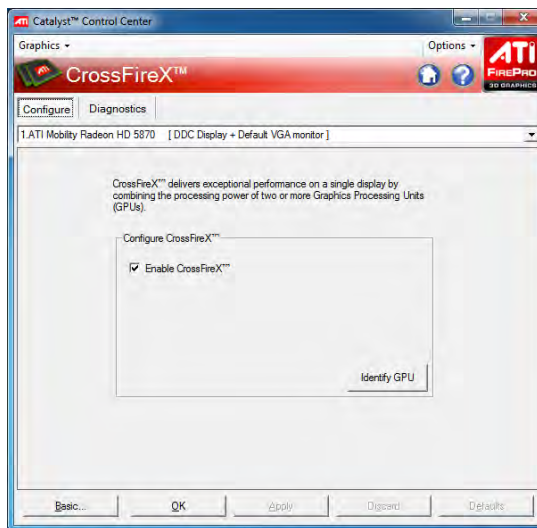 ATI Catalyst™ Control Center
Graphics
Options
ATI
FIREPRO
3D GRAPHICS
CrossFireX™
Configure
Diagnostics
1.ATI Mobility Radeon HD 5870 [ DDC Display + Default VGA monitor ]
CrossFireX™ delivers exceptional performance on a single display by
combining the processing power of two or more Graphics Processing Units
(GPUs).
Configure CrossFireX™
Enable CrossFireX™
Identify GPU
Basic...
OK
Apply
Discard
Defaults